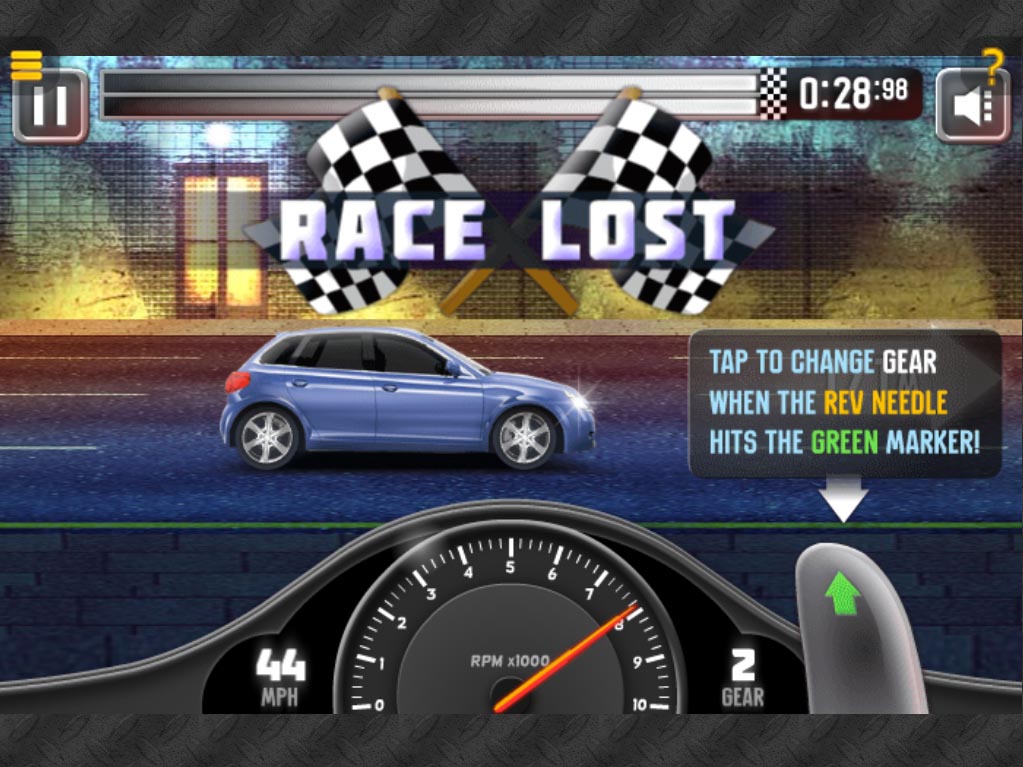 0:28:98
?
RACE LOST
TAP TO CHANGE GEAR
WHEN THE REV NEEDLE
HITS THE GREEN MARKER!
0 1 2 3 4 5 6 7 8 9 10
RPM x1000
44
MPH
2
GEAR